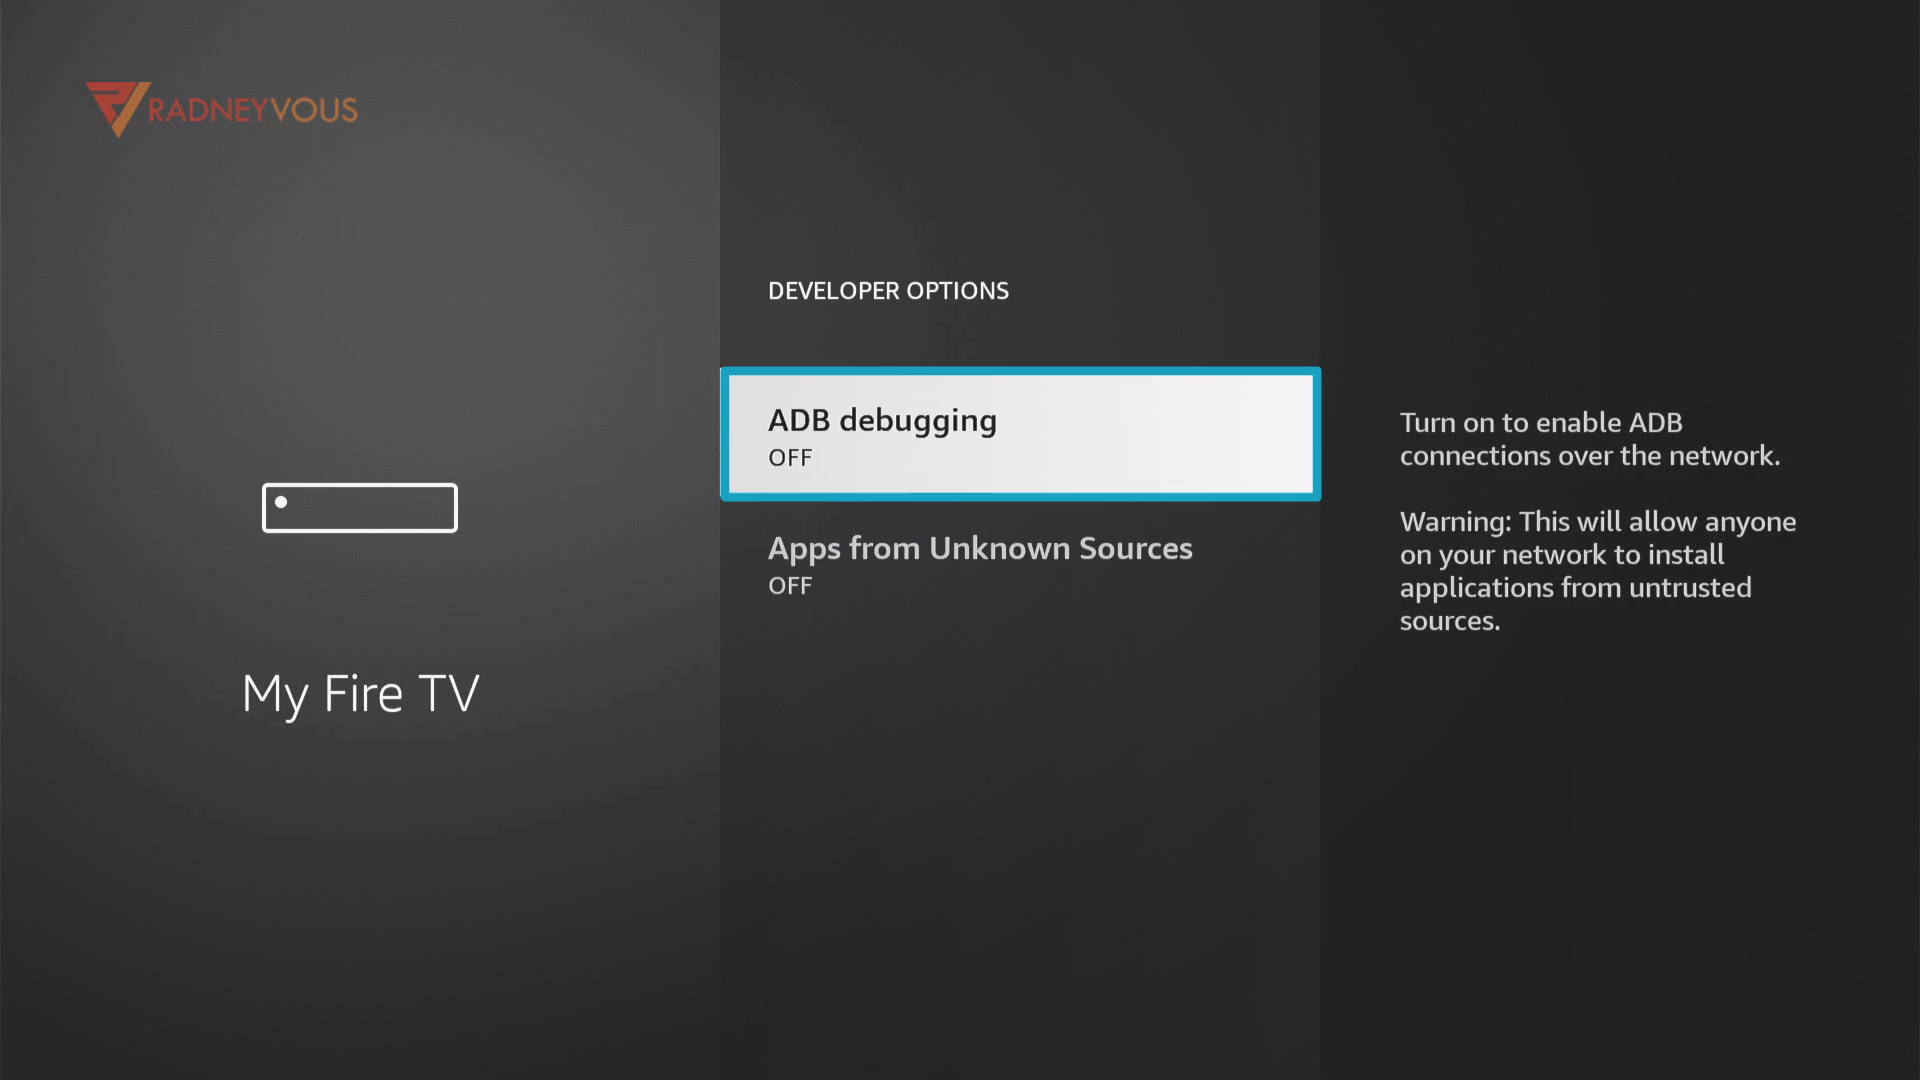 RADNEYVOUS
DEVELOPER OPTIONS
ADB debugging
OFF
Apps from Unknown Sources
OFF
My Fire TV
Turn on to enable ADB
connections over the network.
Warning: This will allow anyone
on your network to install
applications from untrusted
sources.